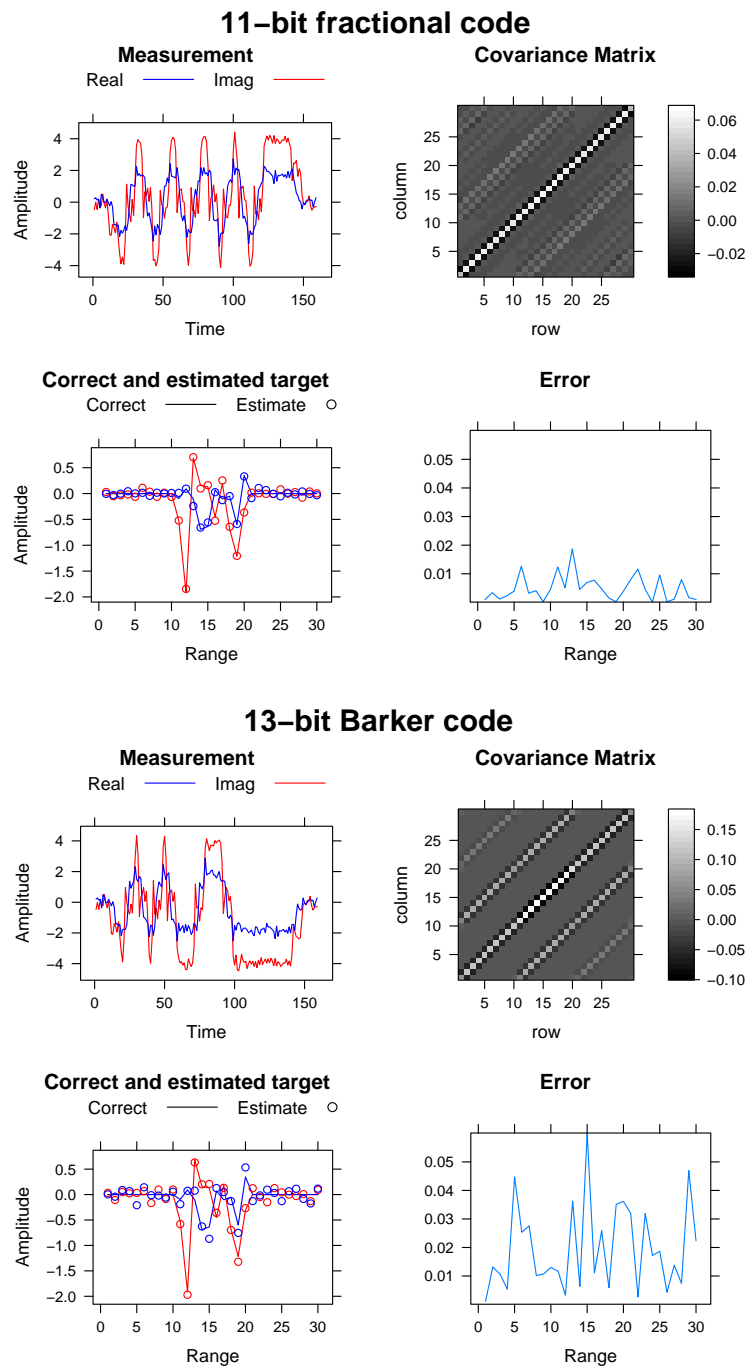 11−bit fractional code
Measurement
Real Imag
Amplitude
4
2
0
−2
−4
0 50 100 150
Time
Covariance Matrix
column
25
20
15
10
5
5 10 15 20 25
row
0.06
0.04
0.02
0.00
−0.02
Correct and estimated target
Correct Estimate
Amplitude
0.5
0.0
−0.5
−1.0
−1.5
−2.0
0 5 10 15 20 25 30
Range
Error
0.05
0.04
0.03
0.02
0.01
0 5 10 15 20 25 30
Range
13−bit Barker code
Measurement
Real Imag
Amplitude
4
2
0
−2
−4
0 50 100 150
Time
Covariance Matrix
column
25
20
15
10
5
5 10 15 20 25
row
0.15
0.10
0.05
0.00
−0.05
−0.10
Correct and estimated target
Correct Estimate
Amplitude
0.5
0.0
−0.5
−1.0
−1.5
−2.0
0 5 10 15 20 25 30
Range
Error
0.05
0.04
0.03
0.02
0.01
0 5 10 15 20 25 30
Range